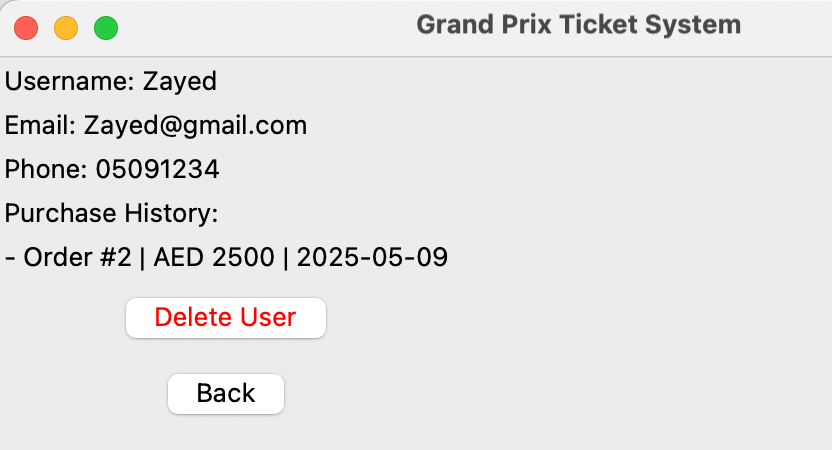 Grand Prix Ticket System
Username: Zayed
Email: Zayed@gmail.com
Phone: 05091234
Purchase History:
- Order #2 | AED 2500 | 2025-05-09
Delete User
Back